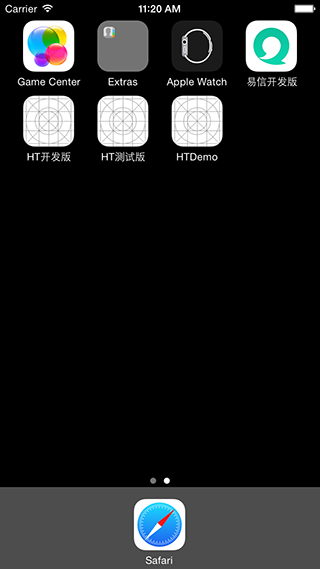 Carrier 11:20 AM
Game Center Extras Apple Watch 易信开发版
HT开发版 HT测试版 HTDemo
Safari